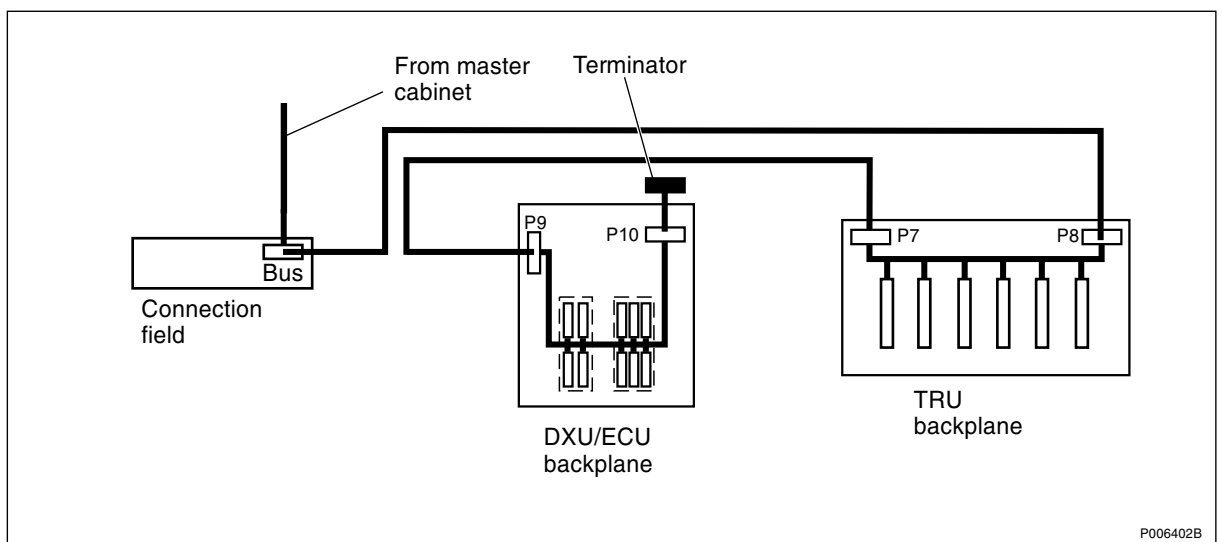 From master
cabinet
Terminator
P9
P10
P7
P8
Bus
Connection
field
DXU/ECU
backplane
TRU
backplane
P006402B